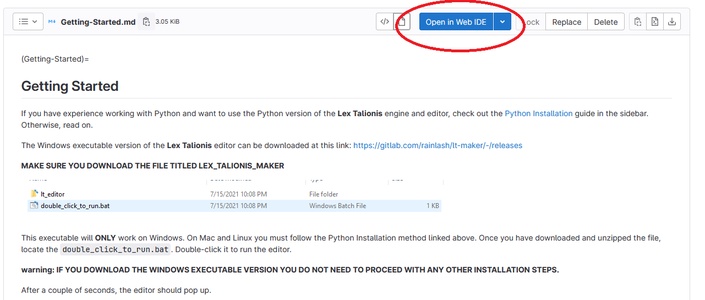 Getting-Started.md 3.05 KiB Open in Web IDE Replace Delete
(Getting-Started)=
Getting Started
If you have experience working with Python and want to use the Python version of the Lex Talionis engine and editor, check out the Python Installation guide in the sidebar.
Otherwise, read on.
The Windows executable version of the Lex Talionis editor can be downloaded at this link: https://gitlab.com/rainlash/lt-maker/-/releases
MAKE SURE YOU DOWNLOAD THE FILE TITLED LEX_TALIONIS_MAKER
lt_editor 7/15/2021 10:08 PM File folder
double_click_to_run.bat 7/15/2021 10:08 PM Windows Batch File 1 KB
This executable will ONLY work on Windows. On Mac and Linux you must follow the Python Installation method linked above. Once you have downloaded and unzipped the file,
locate the double_click_to_run.bat. Double-click it to run the editor.
warning: IF YOU DOWNLOAD THE WINDOWS EXECUTABLE VERSION YOU DO NOT NEED TO PROCEED WITH ANY OTHER INSTALLATION STEPS.
After a couple of seconds, the editor should pop up.